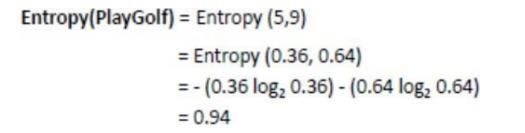 Entropy(PlayGolf) = Entropy (5,9)
= Entropy (0.36, 0.64)
= - (0.36 log₂ 0.36) - (0.64 log₂ 0.64)
= 0.94